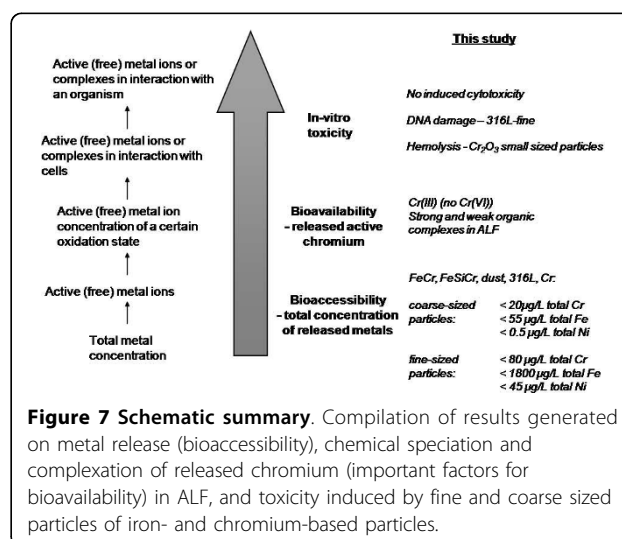 This study
Active (free) metal ions or
complexes in interaction with
an organism
Active (free) metal ions or
complexes in interaction with
cells
Active (free) metal ion
concentration of a certain
oxidation state
Active (free) metal ions
Total metal
concentration
In-vitro
toxicity
Bioavailability
– released active
chromium
Bioaccessibility
– total concentration
of released metals
No induced cytotoxicity
DNA damage – 316L-fine
Hemolysis - Cr₂O₃ small sized particles
Cr(III) (no Cr(VI))
Strong and weak organic
complexes in ALF
FeCr, FeSiCr, dust, 316L, Cr:
coarse-sized < 20µg/L total Cr
particles: < 55 µg/L total Fe
< 0.5 µg/L total Ni
fine-sized < 80 µg/L total Cr
particles: < 1800 µg/L total Fe
< 45 µg/L total Ni
Figure 7 Schematic summary. Compilation of results generated
on metal release (bioaccessibility), chemical speciation and
complexation of released chromium (important factors for
bioavailability) in ALF, and toxicity induced by fine and coarse sized
particles of iron- and chromium-based particles.